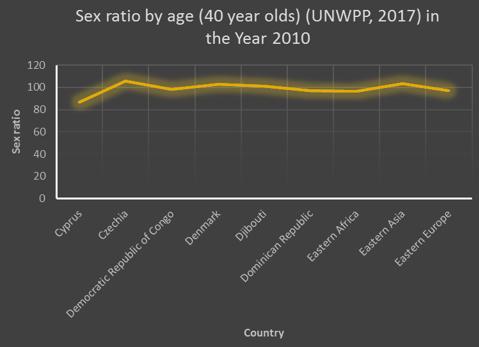 Sex ratio by age (40 year olds) (UNWPP, 2017) in
the Year 2010
120
100
80
60
40
20
0
Sex ratio
Cyprus
Czechia
Democratic Republic of Congo
Denmark
Djibouti
Dominican Republic
Eastern Africa
Eastern Asia
Eastern Europe
Country